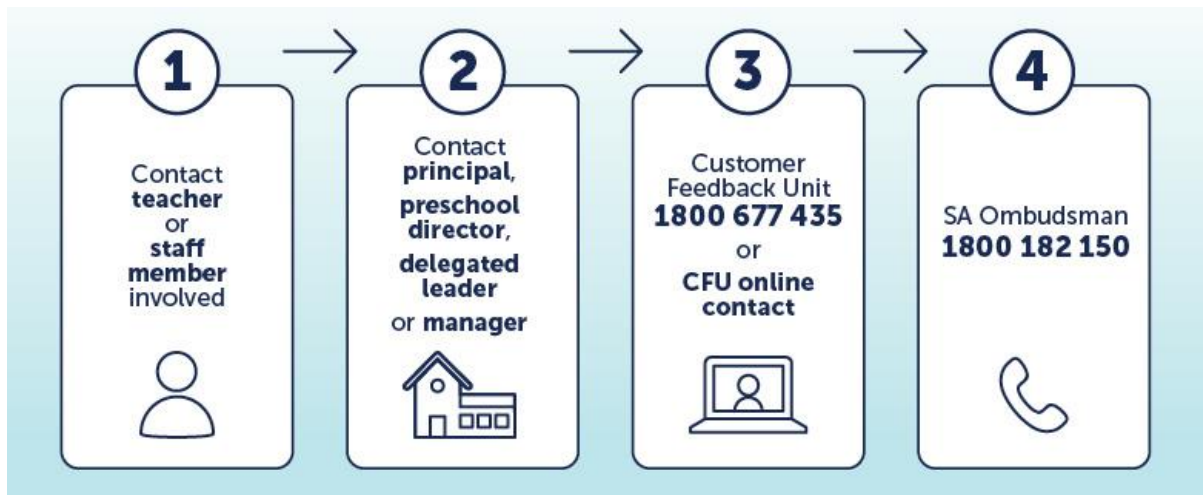 1
Contact
teacher
or
staff
member
involved
2
Contact
principal,
preschool
director,
delegated
leader
or manager
3
Customer
Feedback Unit
1800 677 435
or
CFU online
contact
4
SA Ombudsman
1800 182 150